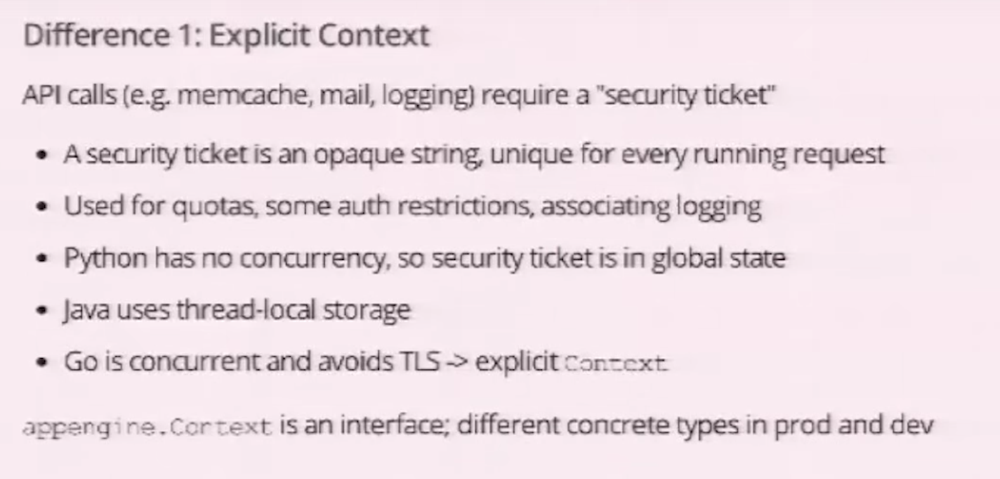 Difference 1: Explicit Context
API calls (e.g. memcache, mail, logging) require a "security ticket"
• A security ticket is an opaque string, unique for every running request
• Used for quotas, some auth restrictions, associating logging
• Python has no concurrency, so security ticket is in global state
• Java uses thread-local storage
• Go is concurrent and avoids TLS -> explicit Context
appengine.Context is an interface; different concrete types in prod and dev